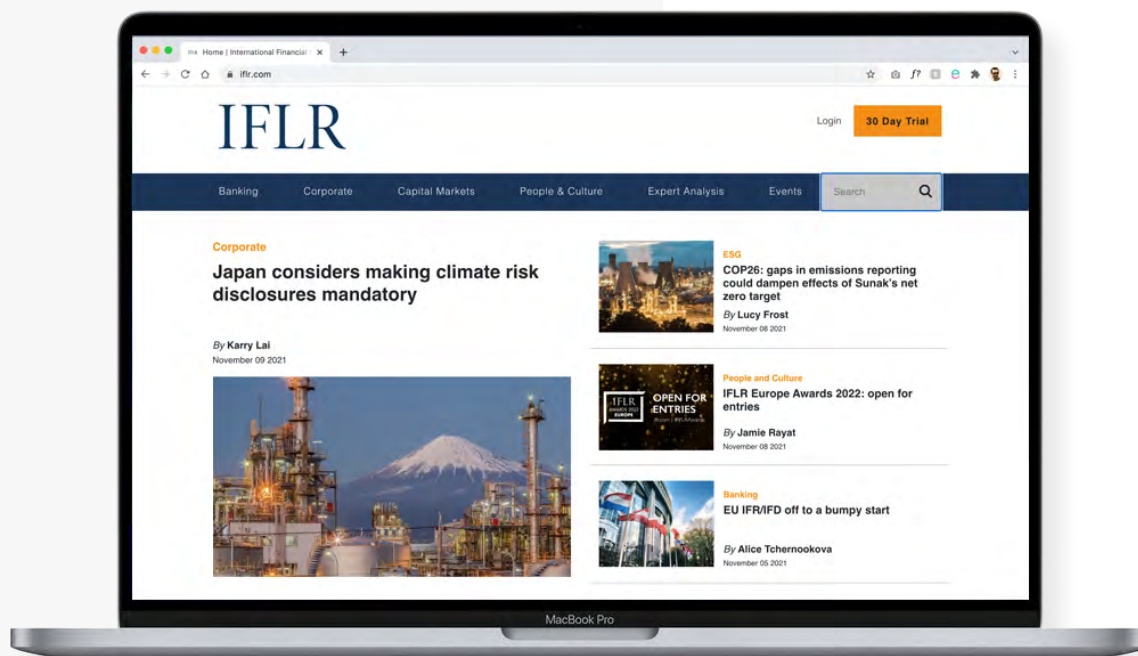 Home | International Financial
iflr.com
IFLR
Login
30 Day Trial
Banking
Corporate
Capital Markets
People & Culture
Expert Analysis
Events
Search
Corporate
Japan considers making climate risk
disclosures mandatory
By Karry Lai
November 09 2021
ESG
COP26: gaps in emissions reporting
could dampen effects of Sunak's net
zero target
By Lucy Frost
November 08 2021
IFLR
AWARDS 2022
EUROPE
OPEN FOR
ENTRIES
People and Culture
IFLR Europe Awards 2022: open for
entries
By Jamie Rayat
November 08 2021
Banking
EU IFR/IFD off to a bumpy start
By Alice Tchernookova
November 05 2021
MacBook Pro